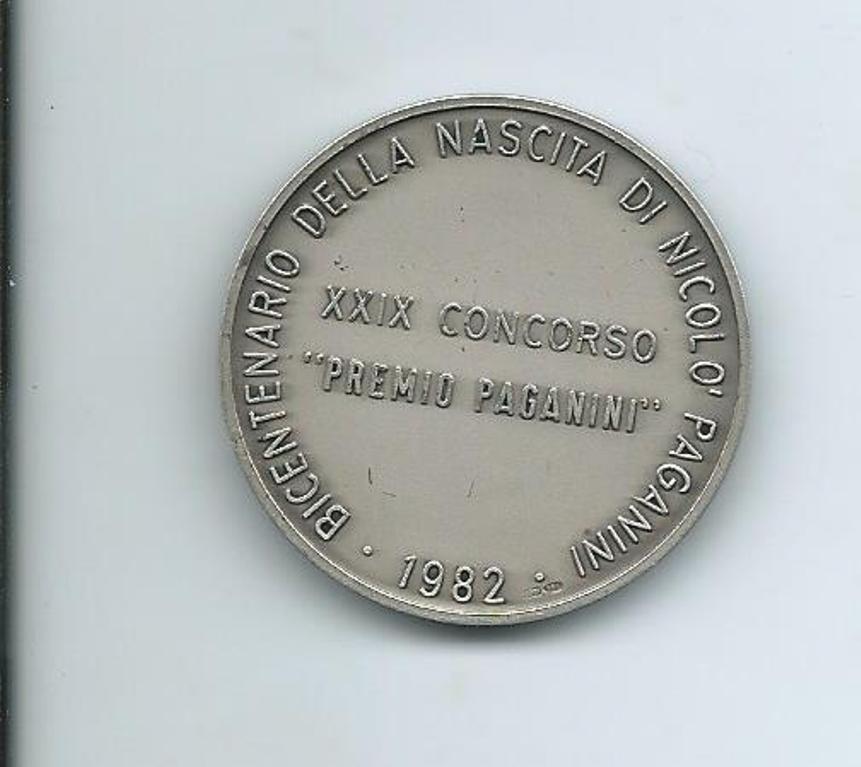 BICENTENARIO DELLA NASCITA DI NICOLO' PAGANINI
XXIX CONCORSO
"PREMIO PAGANINI"
• 1982 •